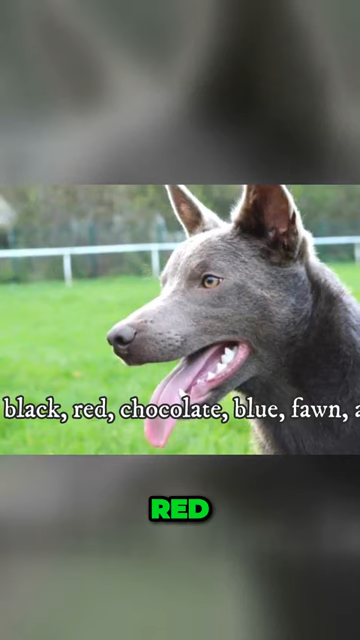 black, red, chocolate, blue, fawn, a
RED